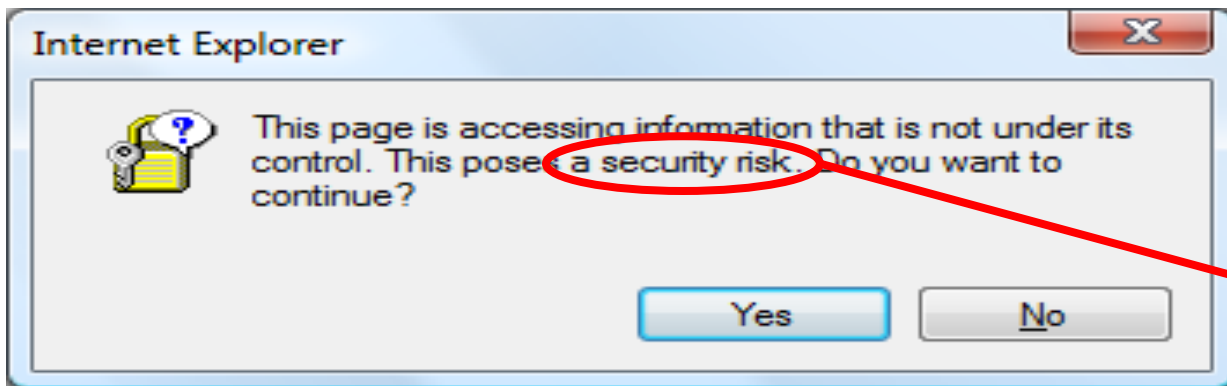 Internet Explorer
This page is accessing information that is not under its
control. This poses a security risk. Do you want to
continue?
Yes
No